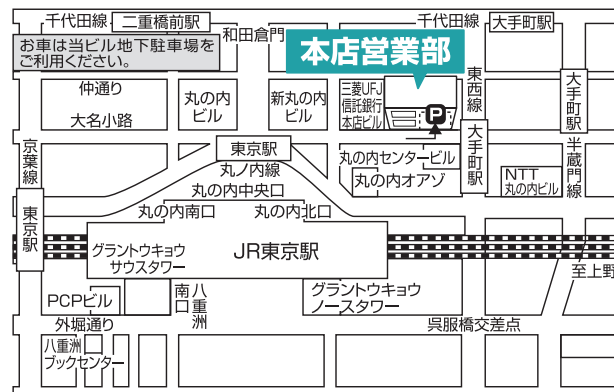 千代田線
二重橋前駅
千代田線
大手町駅
お車は当ビル地下駐車場を
ご利用ください。
和田倉門
本店営業部
仲通り
大名小路
丸の内
ビル
新丸の内
ビル
三菱UFJ
信託銀行
本店ビル
P
東西線
大手町駅
大手町駅
半蔵門線
京葉線
東京駅
東京駅
丸ノ内線
丸の内中央口
丸の内南口
丸の内北口
丸の内センタービル
丸の内オアゾ
NTT
丸の内ビル
グラントウキョウ
サウスタワー
JR東京駅
至上野
PCPビル
八重洲
南口
グラントウキョウ
ノースタワー
外堀通り
呉服橋交差点
八重洲
ブックセンター